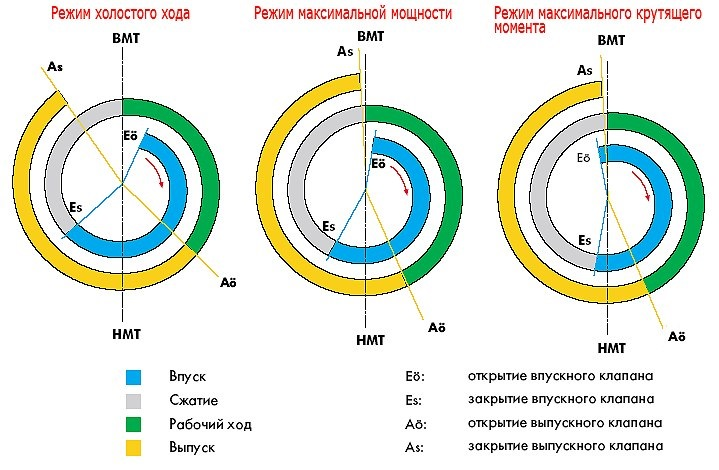 Режим холостого хода
Режим максимальной мощности
Режим максимального крутящего
момента
ВМТ
ВМТ
ВМТ
As
As
As
Eö
Eö
Eö
Es
Es
Es
Aö
Aö
Aö
НМТ
НМТ
НМТ
Впуск
Eö: открытие впускного клапана
Сжатие
Es: закрытие впускного клапана
Рабочий ход
Aö: открытие выпускного клапана
Выпуск
As: закрытие выпускного клапана